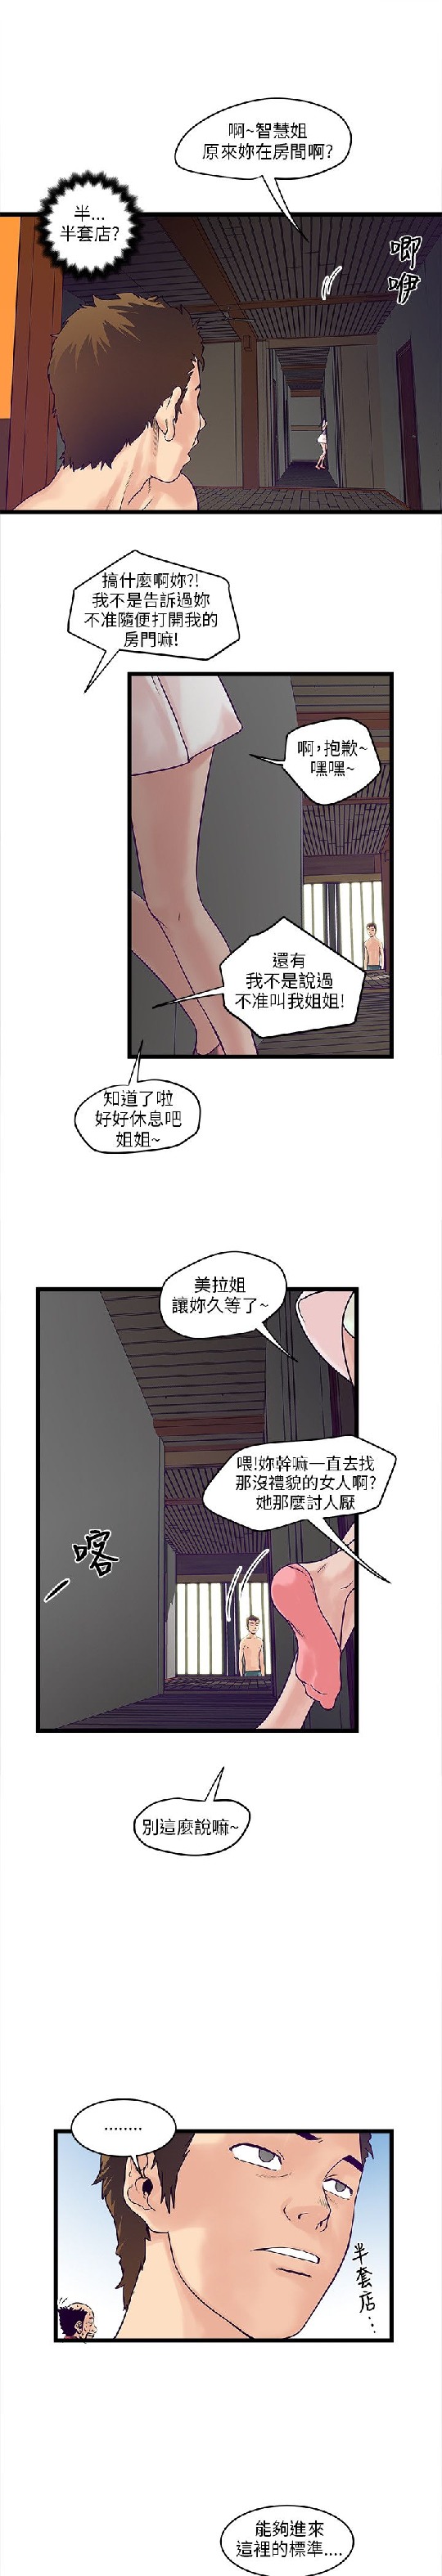 啊~智慧姐
原來妳在房間啊?
半...
半套店?
唧
咿
搞什麼啊妳?!
我不是告訴過妳
不准隨便打開我的
房門嘛!
啊,抱歉~
嘿嘿~
還有
我不是說過
不准叫我姐姐!
知道了啦
好好休息吧
姐姐~
美拉姐
讓妳久等了~
喂!妳幹嘛一直去找
那沒禮貌的女人啊?
她那麼討人厭
喀
別這麼說嘛~
........
半套店...
能夠進來
這裡的標準....